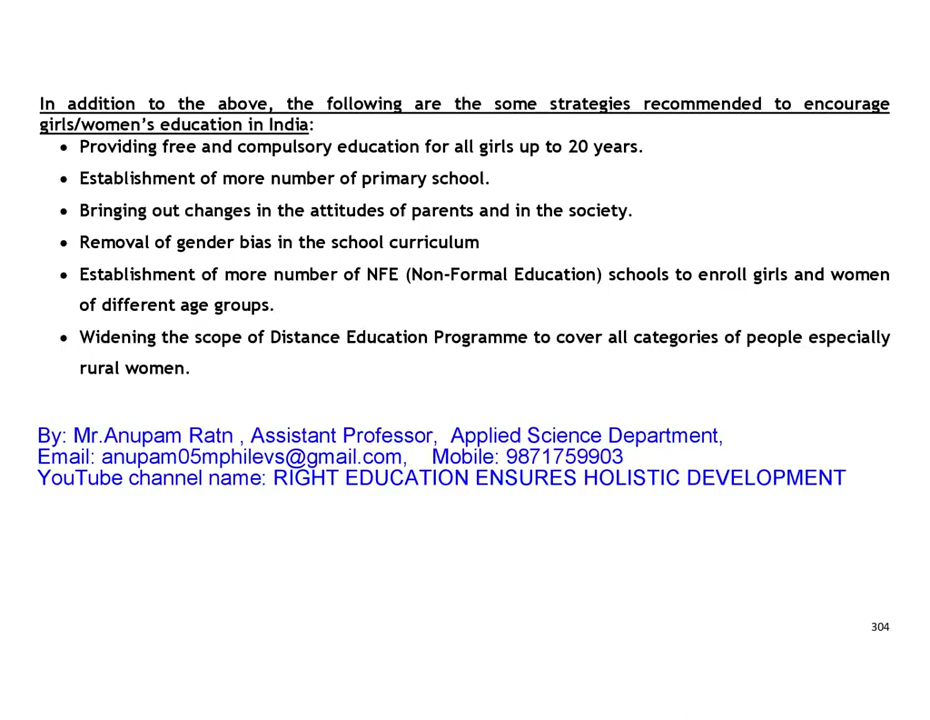 In addition to the above, the following are the some strategies recommended to encourage
girls/women's education in India:
• Providing free and compulsory education for all girls up to 20 years.
• Establishment of more number of primary school.
• Bringing out changes in the attitudes of parents and in the society.
• Removal of gender bias in the school curriculum
• Establishment of more number of NFE (Non-Formal Education) schools to enroll girls and women
of different age groups.
• Widening the scope of Distance Education Programme to cover all categories of people especially
rural women.
By: Mr.Anupam Ratn , Assistant Professor, Applied Science Department,
Email: anupam05mphilevs@gmail.com, Mobile: 9871759903
YouTube channel name: RIGHT EDUCATION ENSURES HOLISTIC DEVELOPMENT
304